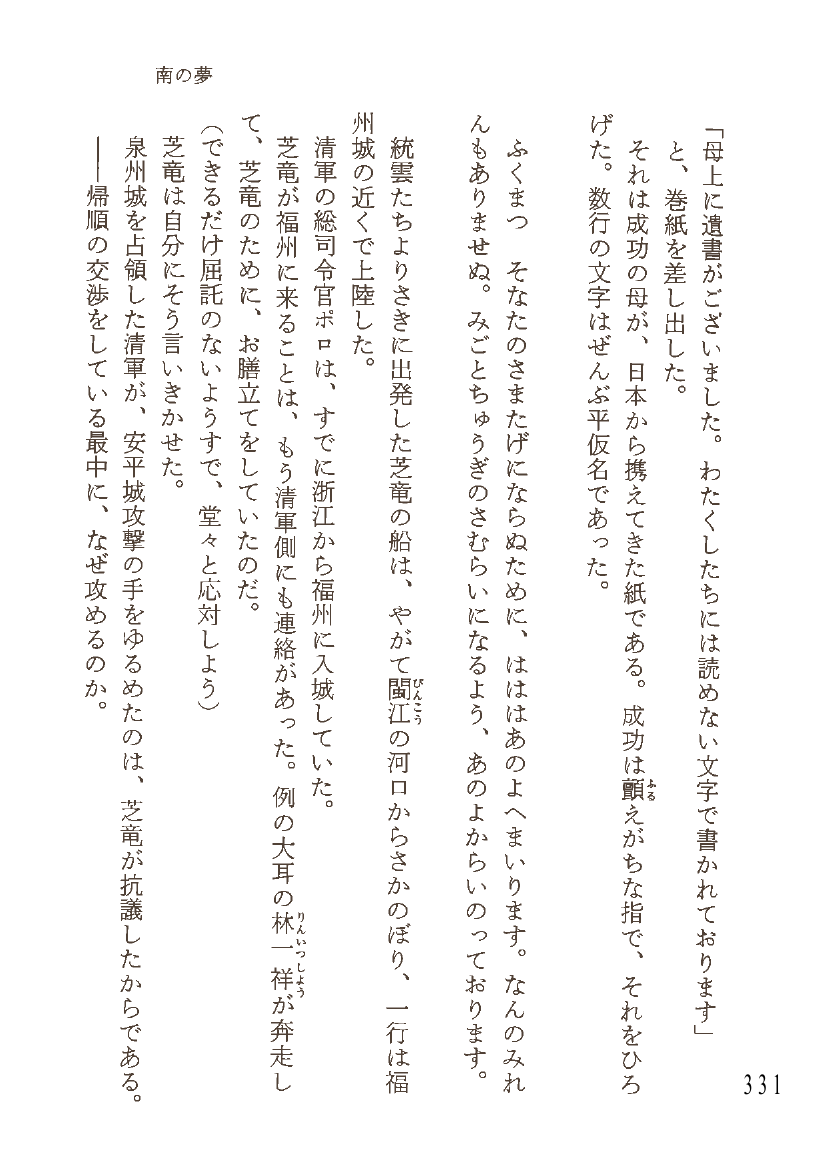 南の夢
「母上に遺書がございました。わたくしたちには読めない文字で書かれております」
と、巻紙を差し出した。
それは成功の母が、日本から携えてきた紙である。成功は顫えがちな指で、それをひろ
げた。数行の文字はぜんぶ平仮名であった。
ふくまつ　そなたのさまたげにならぬために、はははあのよへまいります。なんのみれ
んもありませぬ。みごとちゅうぎのさむらいになるよう、あのよからいのっております。
統雲たちよりさきに出発した芝竜の船は、やがて閩江の河口からさかのぼり、一行は福
州城の近くで上陸した。
清軍の総司令官ポロは、すでに浙江から福州に入城していた。
芝竜が福州に来ることは、もう清軍側にも連絡があった。例の大耳の林一祥が奔走し
て、芝竜のために、お膳立てをしていたのだ。
（できるだけ屈託のないようすで、堂々と応対しよう）
芝竜は自分にそう言いきかせた。
泉州城を占領した清軍が、安平城攻撃の手をゆるめたのは、芝竜が抗議したからである。
――帰順の交渉をしている最中に、なぜ攻めるのか。
ふる
びんこう
りんいつしよう
331